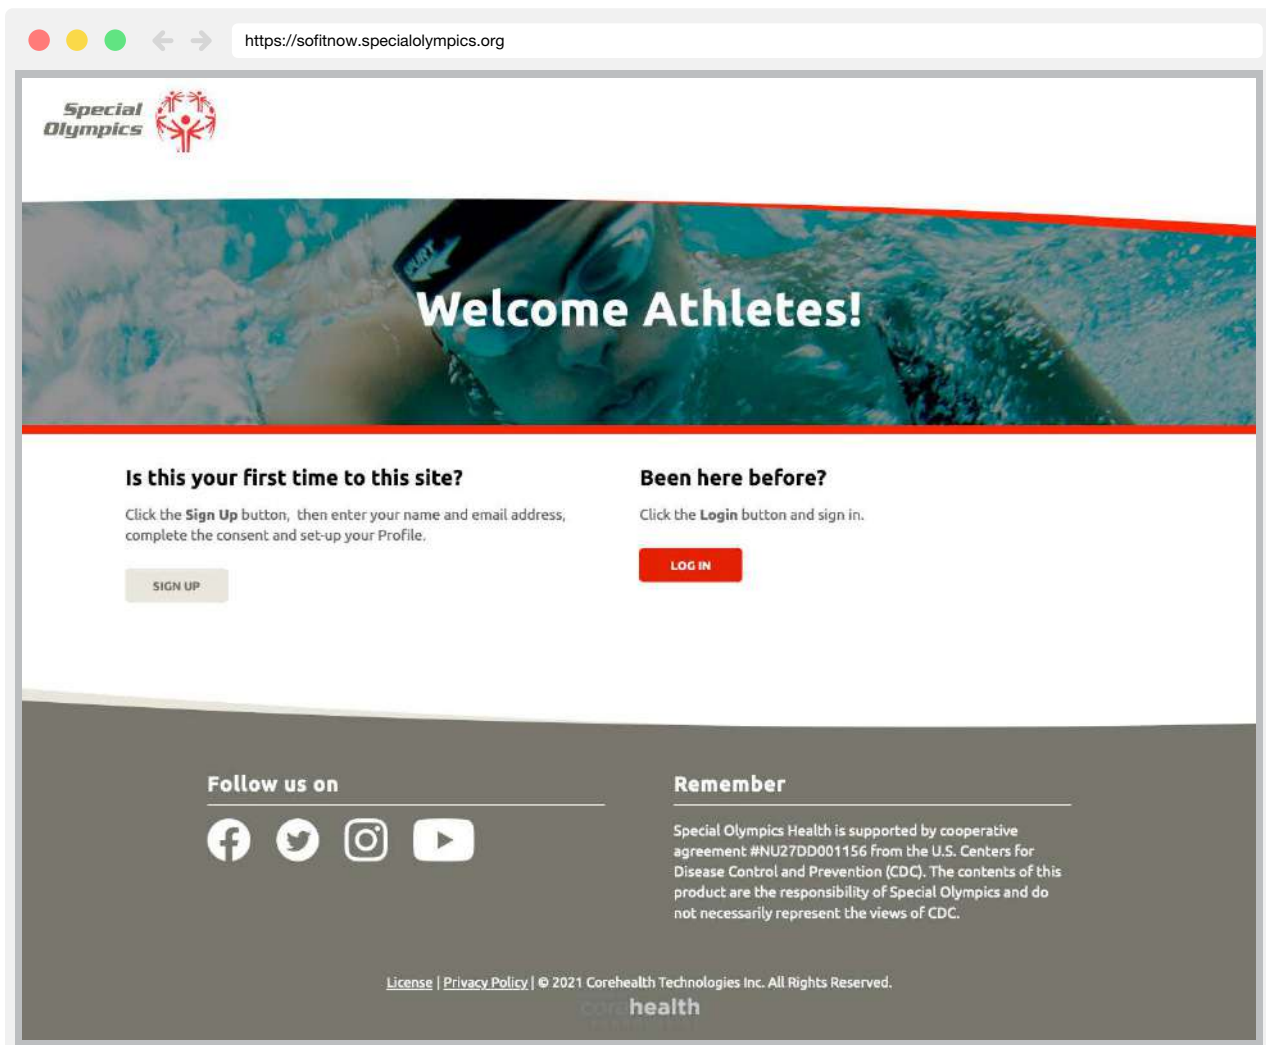 https://sofitnow.specialolympics.org
Special
Olympics
SPURT
Welcome Athletes!
Is this your first time to this site?
Click the Sign Up button, then enter your name and email address,
complete the consent and set-up your Profile.
SIGN UP
Been here before?
Click the Login button and sign in.
LOG IN
Follow us on
Remember
Special Olympics Health is supported by cooperative
agreement #NU27DD001156 from the U.S. Centers for
Disease Control and Prevention (CDC). The contents of this
product are the responsibility of Special Olympics and do
not necessarily represent the views of CDC.
License | Privacy Policy | © 2021 Corehealth Technologies Inc. All Rights Reserved.
corehealth